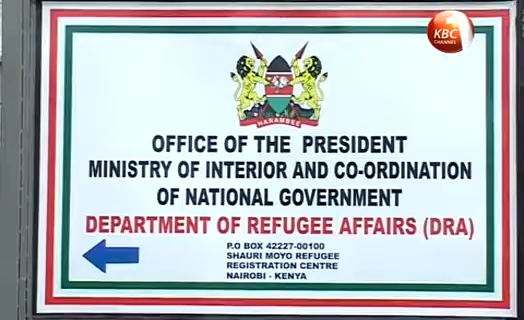 KBC
CHANNEL
HARAMBEE
OFFICE OF THE PRESIDENT
MINISTRY OF INTERIOR AND CO-ORDINATION
OF NATIONAL GOVERNMENT
DEPARTMENT OF REFUGEE AFFAIRS (DRA)
P.O BOX 42227-00100
SHAURI MOYO REFUGEE
REGISTRATION CENTRE
NAIROBI - KENYA